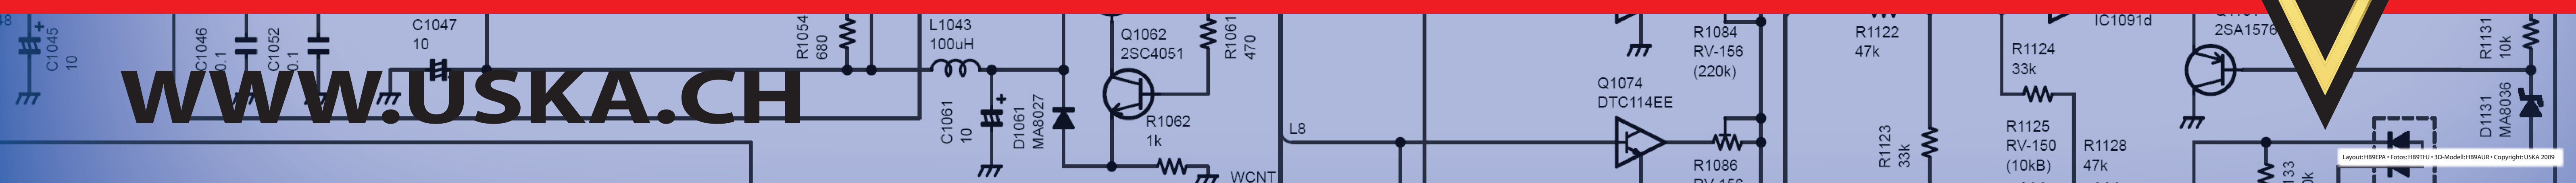 C1045
10
C1046
0.1
C1052
0.1
C1047
10
WWW.USKA.CH
R1054
680
L1043
100uH
C1061
10
D1061
MA8027
Q1062
2SC4051
R1062
1k
R1061
470
WCNT
L8
Q1074
DTC114EE
R1084
RV-156
(220k)
R1086
RV-156
R1122
47k
R1123
33k
R1124
33k
R1125
RV-150
(10kB)
R1128
47k
IC1091d
2SA1576
R1131
10k
D1131
MA8036
Layout: HB9EPA • Fotos: HB9THJ • 3D-Modell: HB9AUR • Copyright: USKA 2009